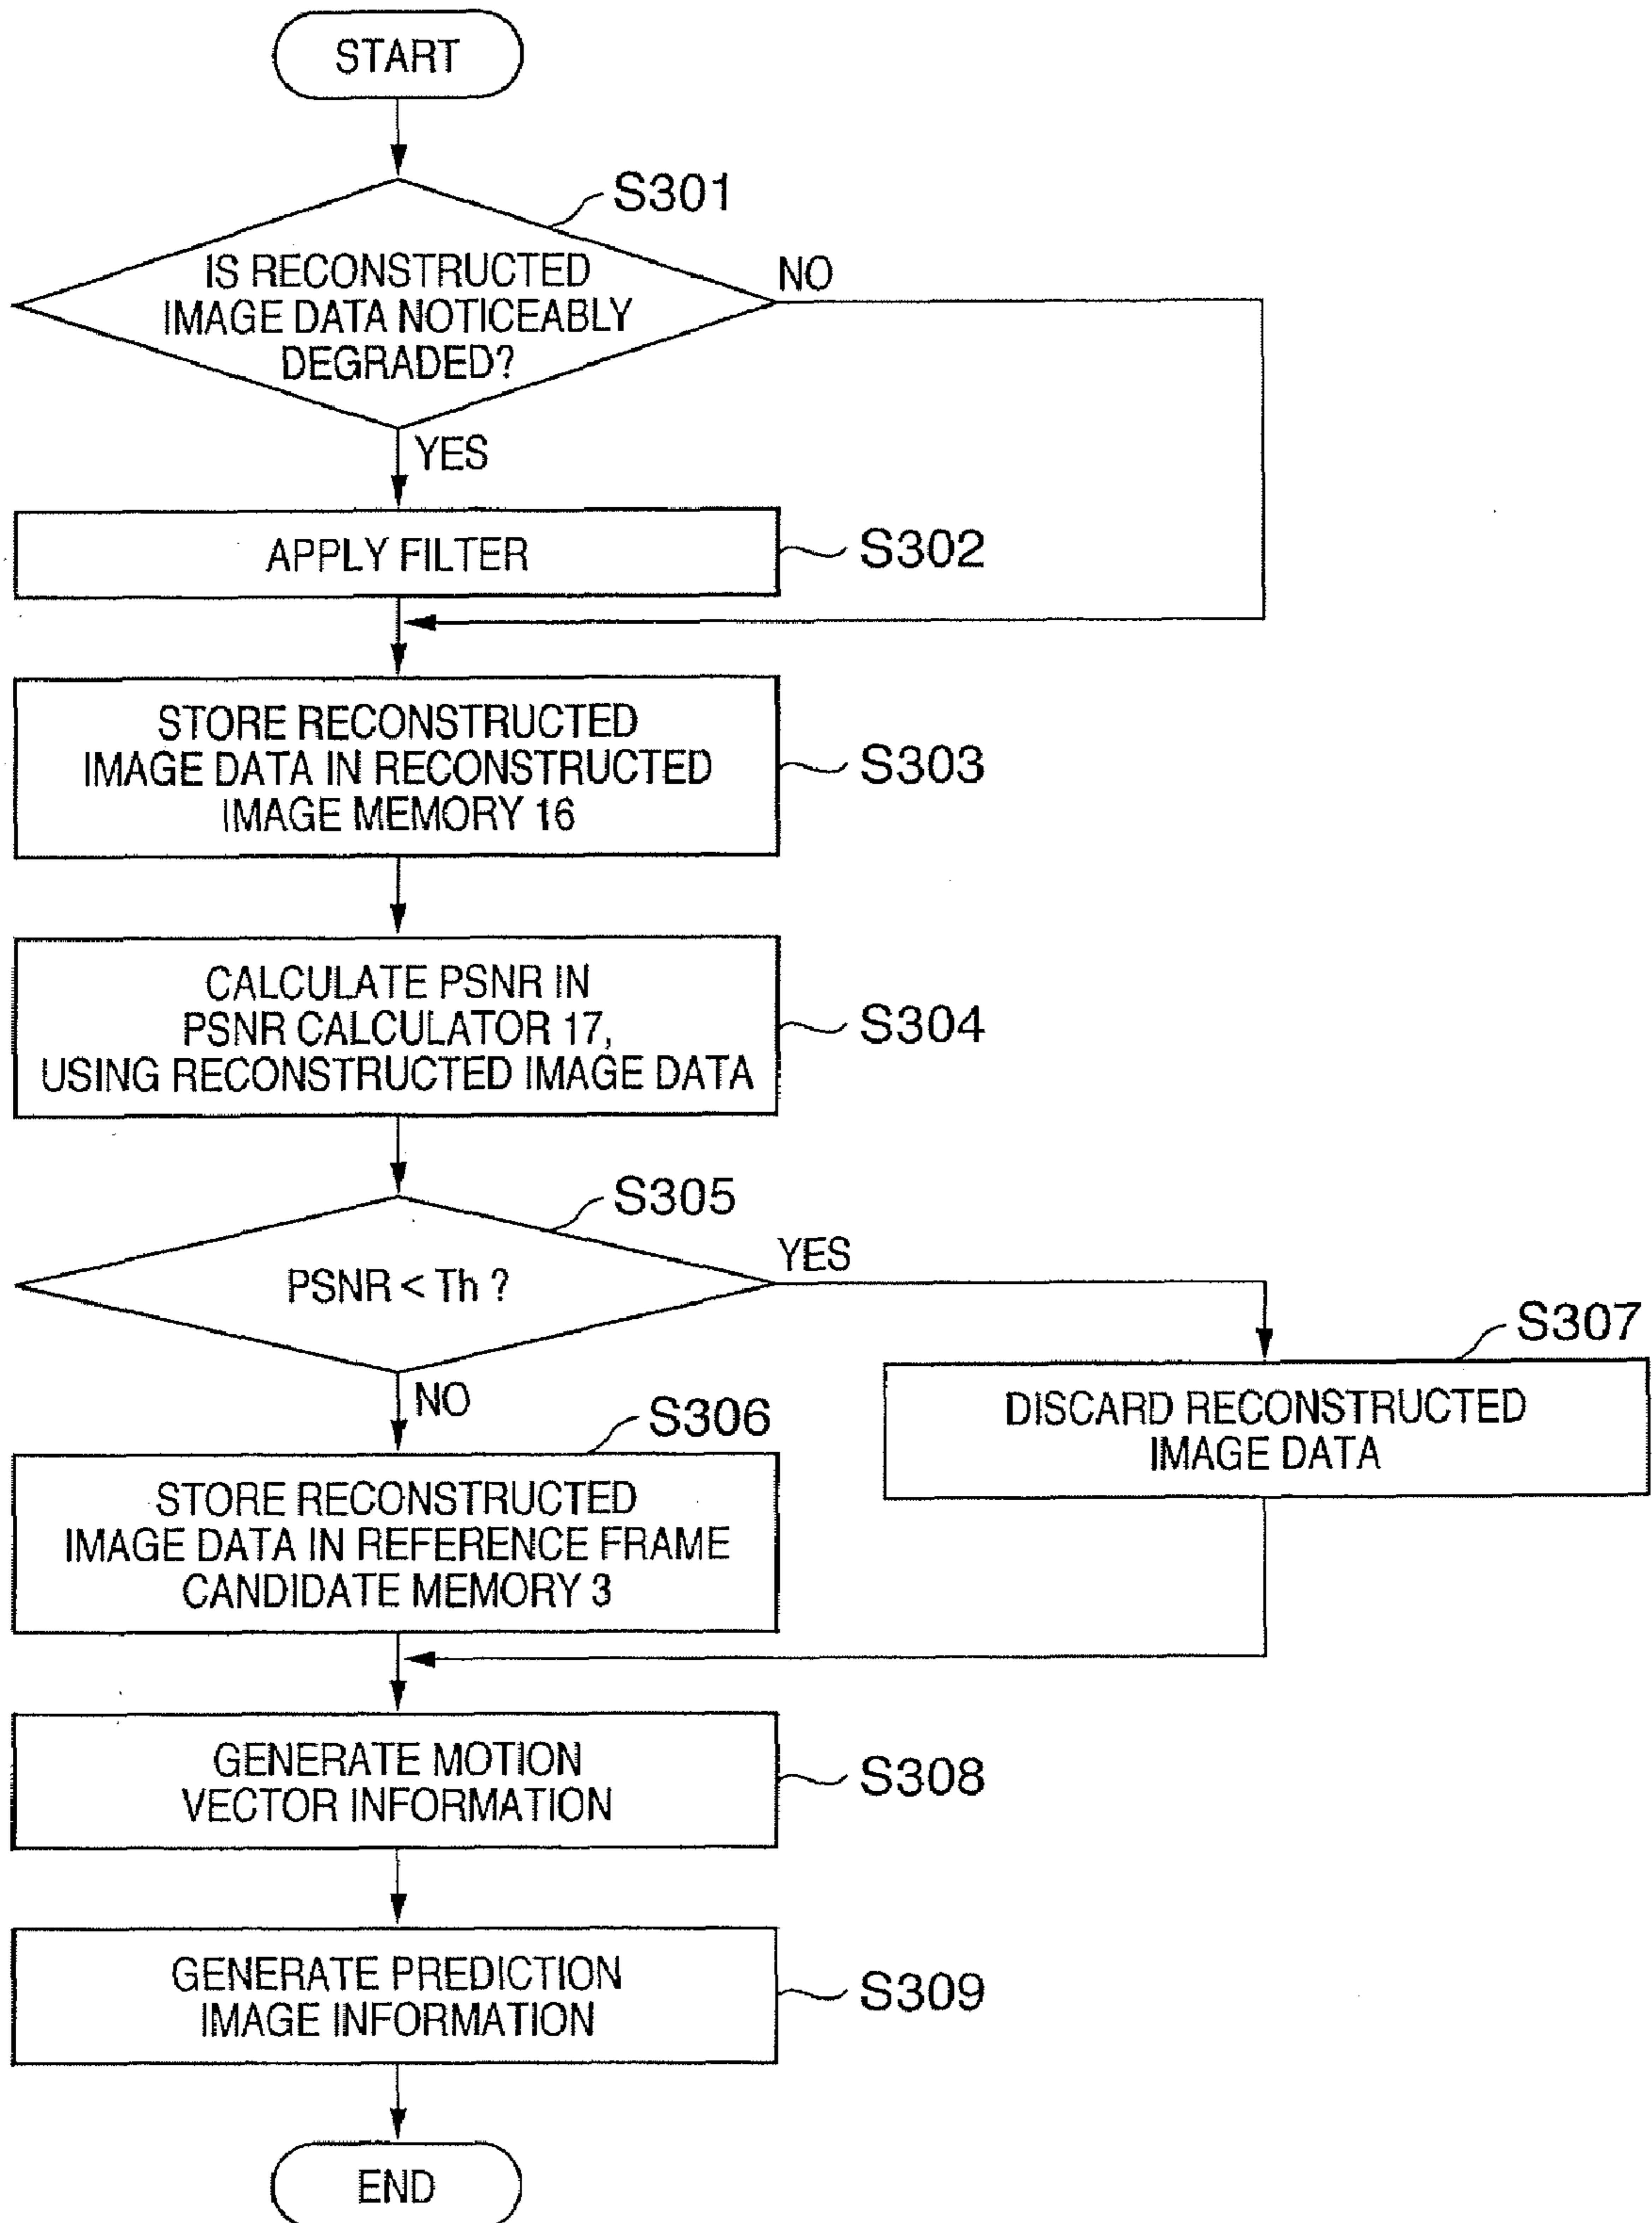 START
S301
IS RECONSTRUCTED
IMAGE DATA NOTICEABLY
DEGRADED?
NO
YES
APPLY FILTER
S302
STORE RECONSTRUCTED
IMAGE DATA IN RECONSTRUCTED
IMAGE MEMORY 16
S303
CALCULATE PSNR IN
PSNR CALCULATOR 17,
USING RECONSTRUCTED IMAGE DATA
S304
S305
PSNR < Th ?
YES
NO
S307
DISCARD RECONSTRUCTED
IMAGE DATA
S306
STORE RECONSTRUCTED
IMAGE DATA IN REFERENCE FRAME
CANDIDATE MEMORY 3
GENERATE MOTION
VECTOR INFORMATION
S308
GENERATE PREDICTION
IMAGE INFORMATION
S309
END